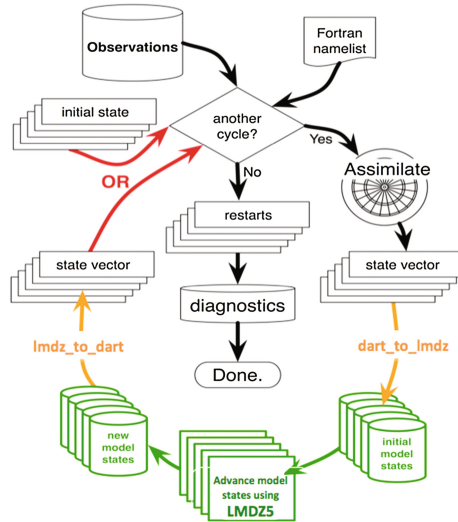 Observations
Fortran
namelist
initial state
another
cycle?
Yes
No
OR
Assimilate
restarts
state vector
state vector
diagnostics
lmdz_to_dart
dart_to_lmdz
Done.
new
model
states
initial
model
states
Advance model
states using
LMDZ5